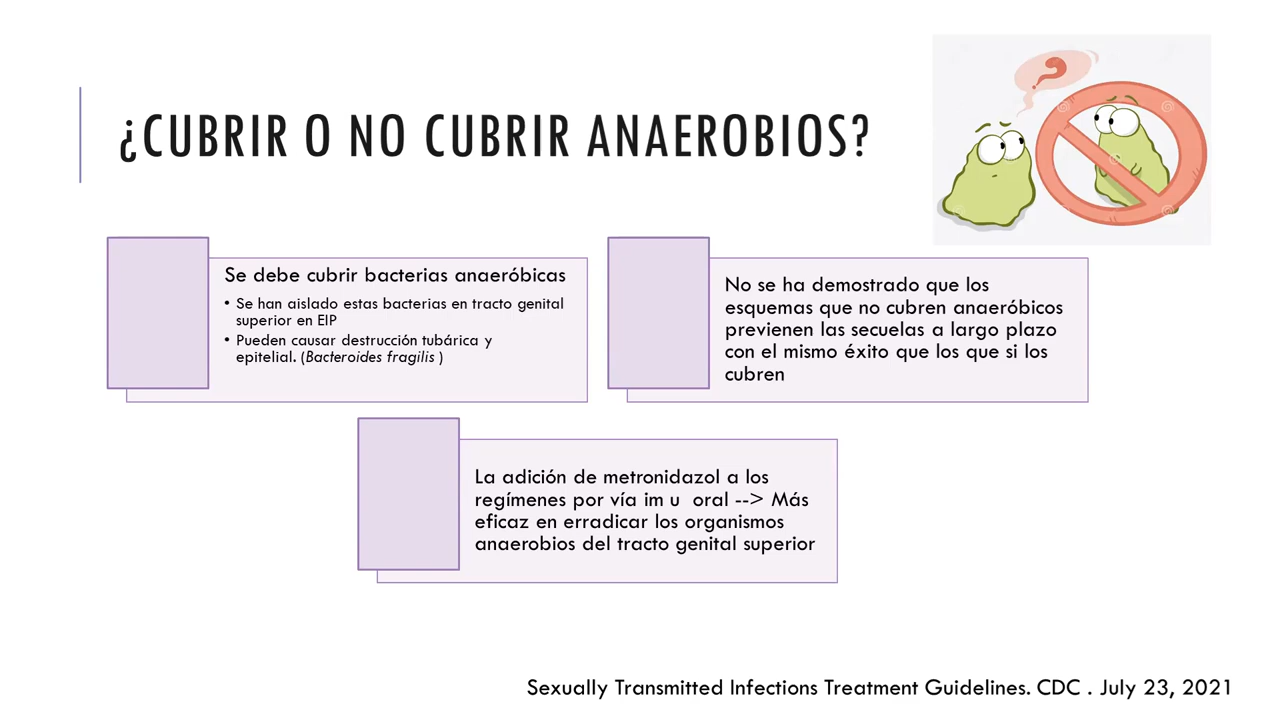 ¿CUBRIR O NO CUBRIR ANAEROBIOS?
?
Se debe cubrir bacterias anaeróbicas
• Se han aislado estas bacterias en tracto genital
superior en EIP
• Pueden causar destrucción tubárica y
epitelial. (Bacteroides fragilis )
No se ha demostrado que los
esquemas que no cubren anaeróbicos
previenen las secuelas a largo plazo
con el mismo éxito que los que si los
cubren
La adición de metronidazol a los
regímenes por vía im u  oral --> Más
eficaz en erradicar los organismos
anaerobios del tracto genital superior
Sexually Transmitted Infections Treatment Guidelines. CDC . July 23, 2021